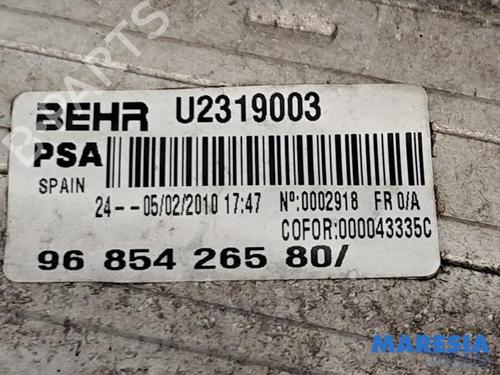 BEHR U2319003
PSA
SPAIN
24--05/02/2010 17:47 Nº:0002918 FR 0/A
COFOR:000043335C
96 854 265 80/
PARTS
MARESIA